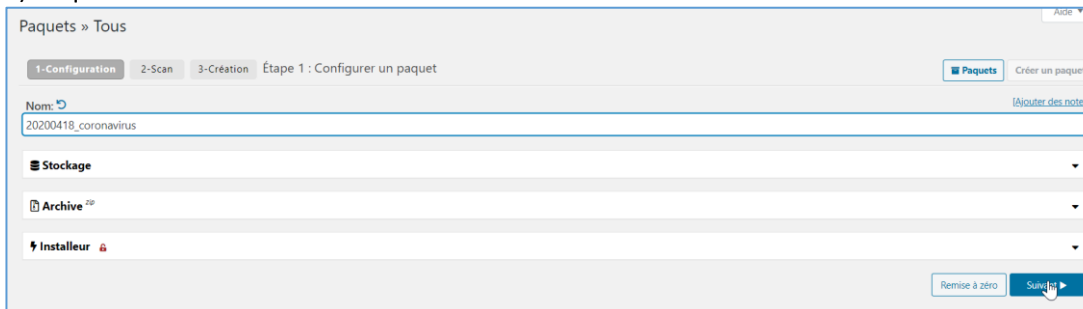 Aide
Paquets » Tous
1-Configuration 2-Scan 3-Création Étape 1 : Configurer un paquet Paquets Créer un paquet
Nom: [Ajouter des note
20200418_coronavirus
Stockage
Archive zip
Installeur
Remise à zéro Suivant